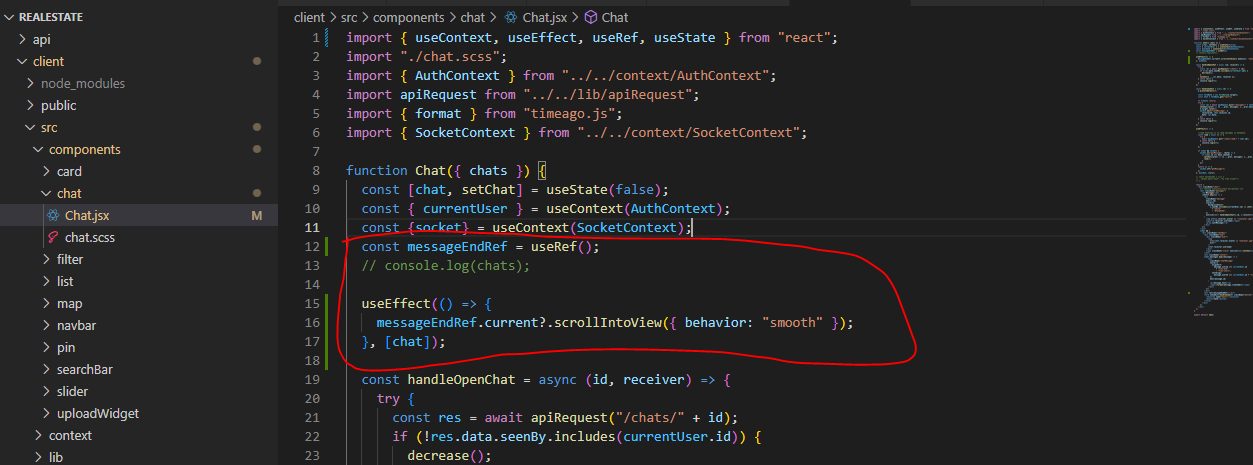 REALESTATE
api
client
node_modules
public
src
components
card
chat
Chat.jsx M
chat.scss
filter
list
map
navbar
pin
searchBar
slider
uploadWidget
context
lib
client > src > components > chat > Chat.jsx > Chat
1 import { useContext, useEffect, useRef, useState } from "react";
2 import "./chat.scss";
3 import { AuthContext } from "../../context/AuthContext";
4 import apiRequest from "../../lib/apiRequest";
5 import { format } from "timeago.js";
6 import { SocketContext } from "../../context/SocketContext";
7
8 function Chat({ chats }) {
9 const [chat, setChat] = useState(false);
10 const { currentUser } = useContext(AuthContext);
11 const {socket} = useContext(SocketContext);
12 const messageEndRef = useRef();
13 // console.log(chats);
14
15 useEffect(() => {
16 messageEndRef.current?.scrollIntoView({ behavior: "smooth" });
17 }, [chat]);
18
19 const handleOpenChat = async (id, receiver) => {
20 try {
21 const res = await apiRequest("/chats/" + id);
22 if (!res.data.seenBy.includes(currentUser.id)) {
23 decrease();